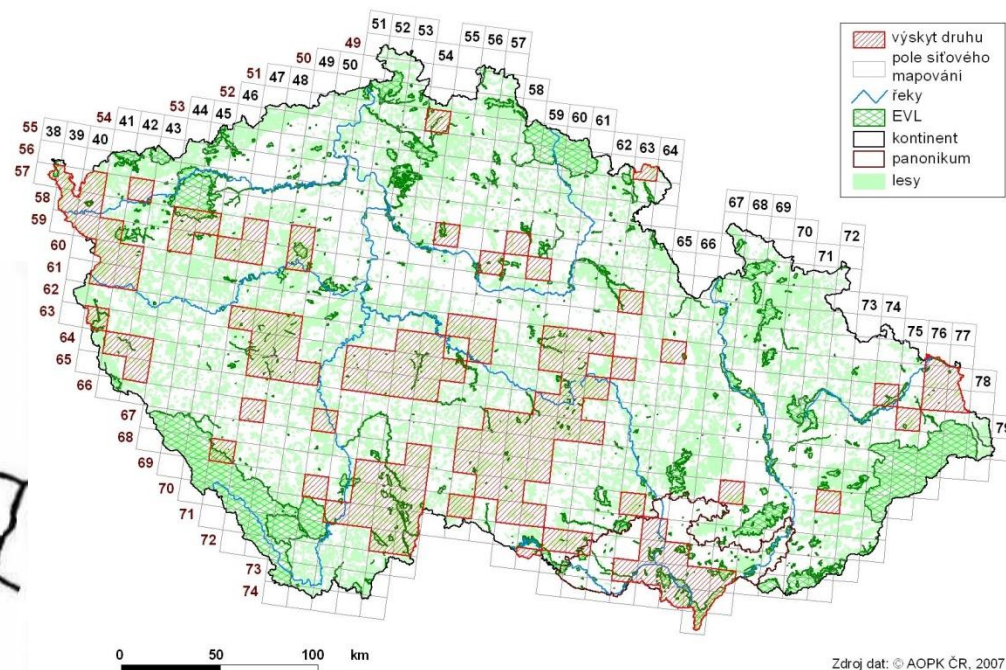 51 52 53
55 56 57
49
54
50 49 50
58
51 47 48
59 60 61
52 46
53 44 45
62 63 64
54 41 42 43
55 38 39 40
56
57
58
59
60
61
62
63
64
65
66
67
68
69
70
71
72
73
74
65 66
67 68 69
70
71 72
73 74
75 76 77
78
79
výskyt druhu
pole síťového
mapování
řeky
EVL
kontinent
panonikum
lesy
0 50 100 km
Zdroj dat: © AOPK ČR, 2007